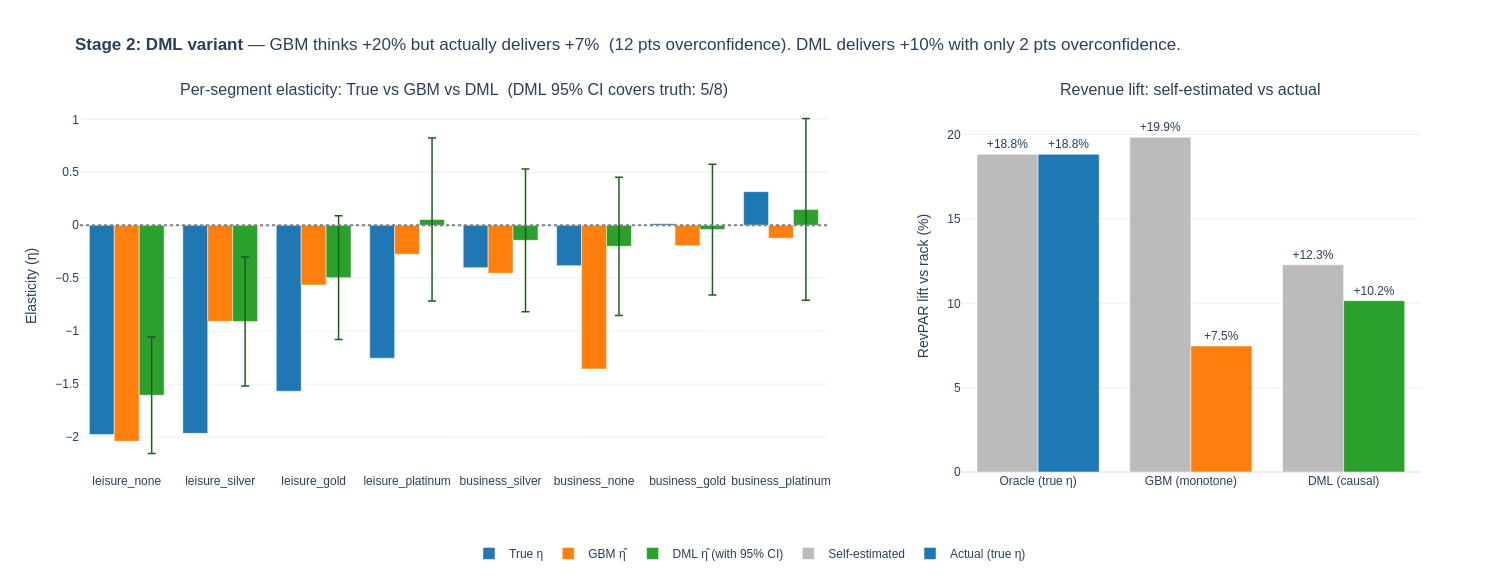 Stage 2: DML variant — GBM thinks +20% but actually delivers +7%  (12 pts overconfidence). DML delivers +10% with only 2 pts overconfidence.
Per-segment elasticity: True vs GBM vs DML  (DML 95% CI covers truth: 5/8)
Elasticity (η)
1
0.5
0
−0.5
−1
−1.5
−2
leisure_none
leisure_silver
leisure_gold
leisure_platinum
business_silver
business_none
business_gold
business_platinum
Revenue lift: self-estimated vs actual
RevPAR lift vs rack (%)
20
15
10
5
0
+18.8%
+18.8%
+19.9%
+7.5%
+12.3%
+10.2%
Oracle (true η)
GBM (monotone)
DML (causal)
True η
GBM η̂
DML η̂ (with 95% CI)
Self-estimated
Actual (true η)